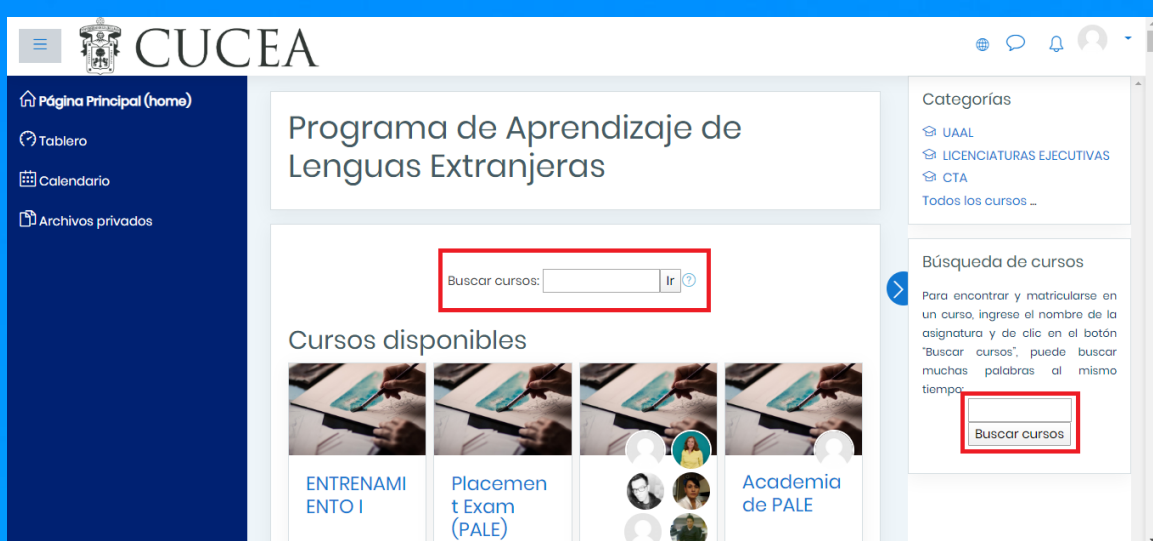 CUCEA
Página Principal (home)
Tablero
Calendario
Archivos privados
Programa de Aprendizaje de
Lenguas Extranjeras
Buscar cursos:
Ir
Cursos disponibles
ENTRENAMI
ENTO I
Placemen
t Exam
(PALE)
Academia
de PALE
Categorías
UAAL
LICENCIATURAS EJECUTIVAS
CTA
Todos los cursos ...
Búsqueda de cursos
Para encontrar y matricularse en
un curso, ingrese el nombre de la
asignatura y de clic en el botón
"Buscar cursos", puede buscar
muchas palabras al mismo
tiempo:
Buscar cursos